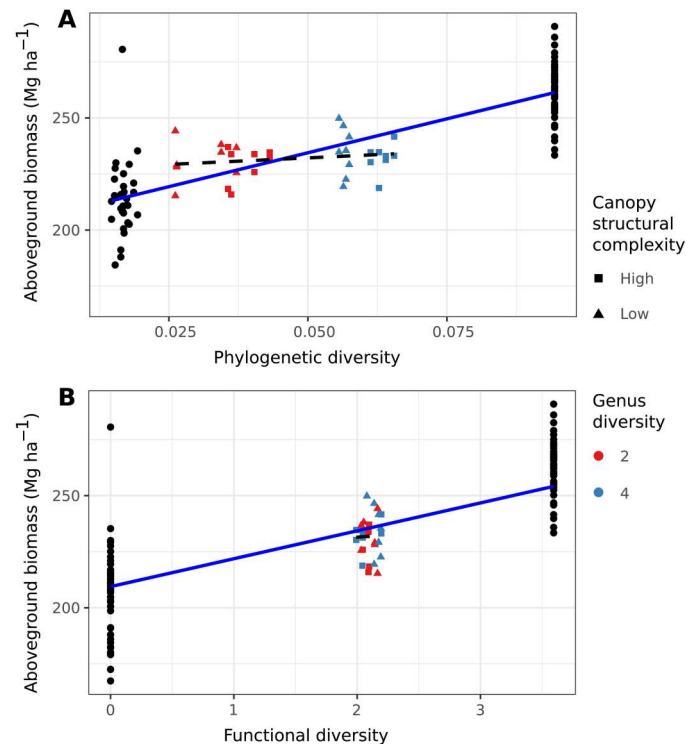 A
Aboveground biomass (Mg ha−1)
250
200
0.025
0.050
0.075
Phylogenetic diversity
Canopy
structural
complexity
High
Low
B
Aboveground biomass (Mg ha−1)
250
200
0
1
2
3
Functional diversity
Genus
diversity
2
4